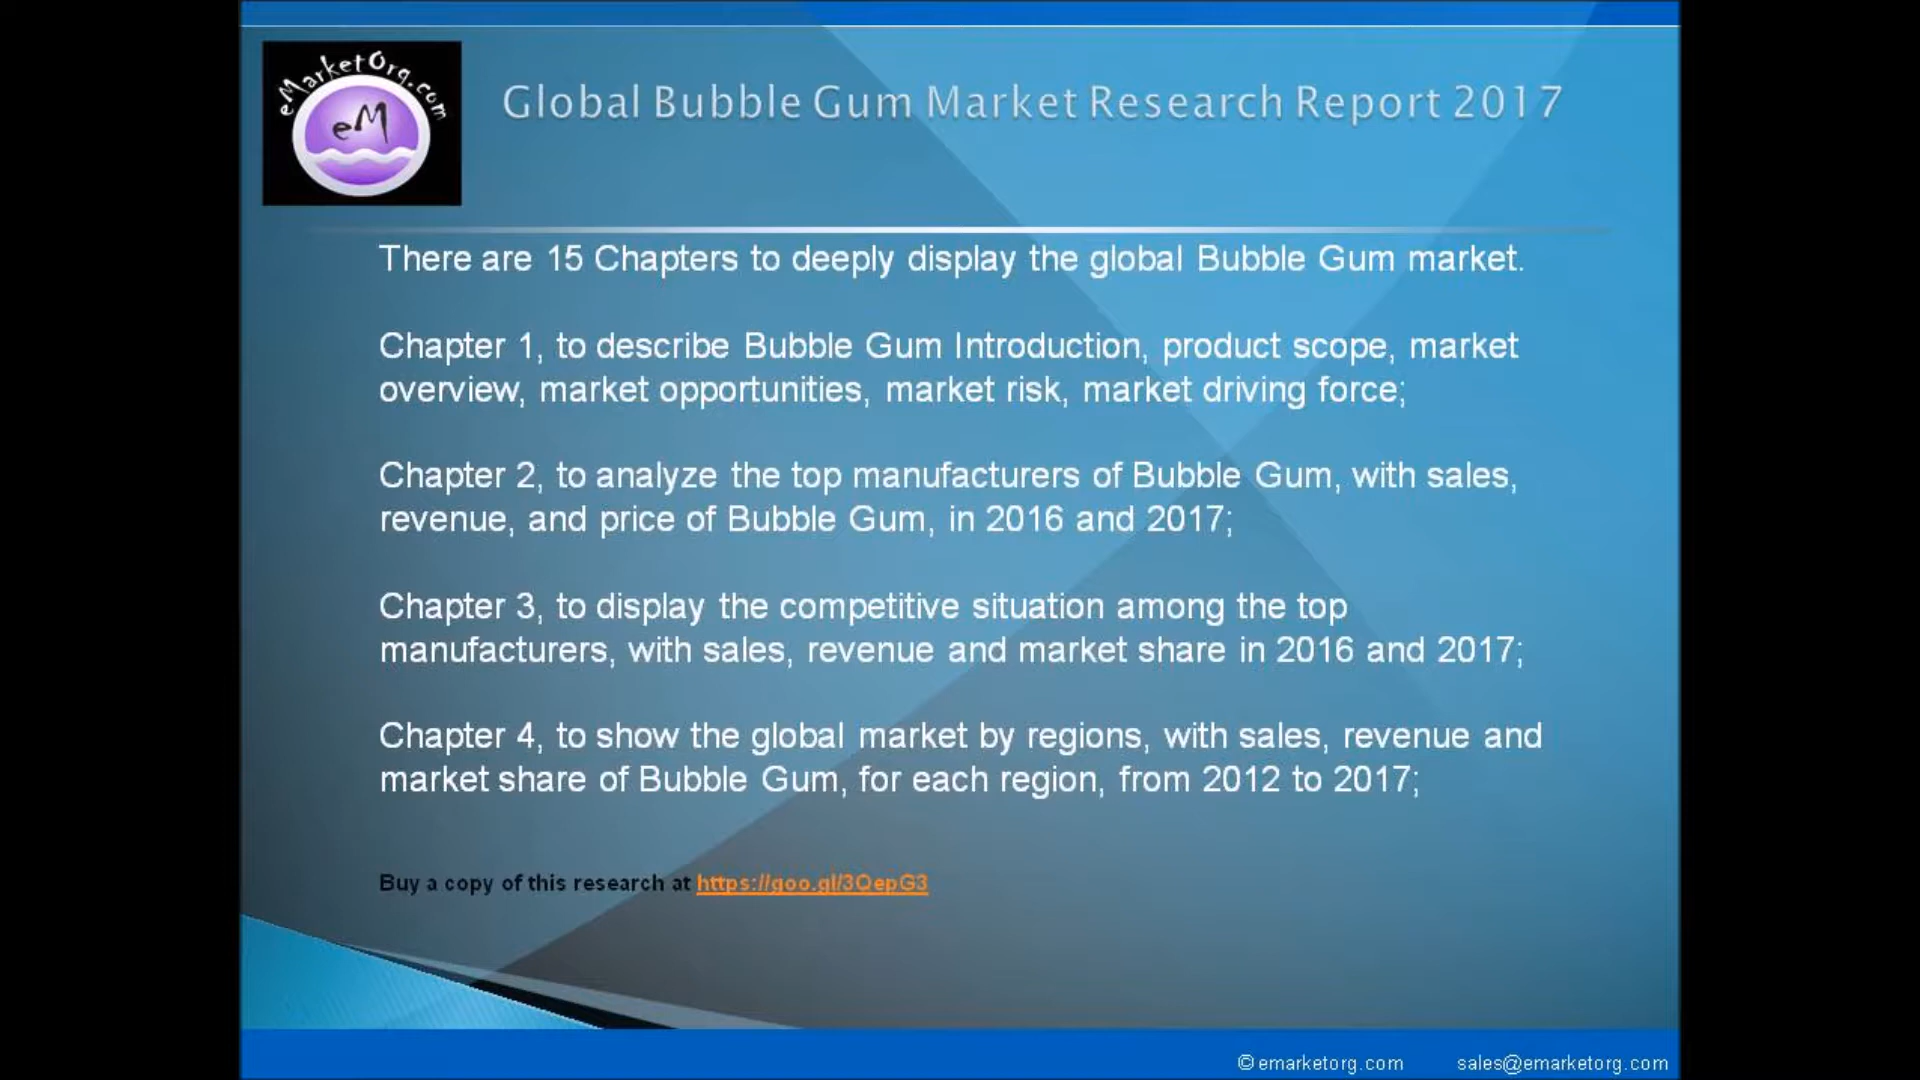 eMarketOrg.com
eM
Global Bubble Gum Market Research Report 2017
There are 15 Chapters to deeply display the global Bubble Gum market.
Chapter 1, to describe Bubble Gum Introduction, product scope, market
overview, market opportunities, market risk, market driving force;
Chapter 2, to analyze the top manufacturers of Bubble Gum, with sales,
revenue, and price of Bubble Gum, in 2016 and 2017;
Chapter 3, to display the competitive situation among the top
manufacturers, with sales, revenue and market share in 2016 and 2017;
Chapter 4, to show the global market by regions, with sales, revenue and
market share of Bubble Gum, for each region, from 2012 to 2017;
Buy a copy of this research at https://goo.gl/3QepG3
© emarketorg.com sales@emarketorg.com